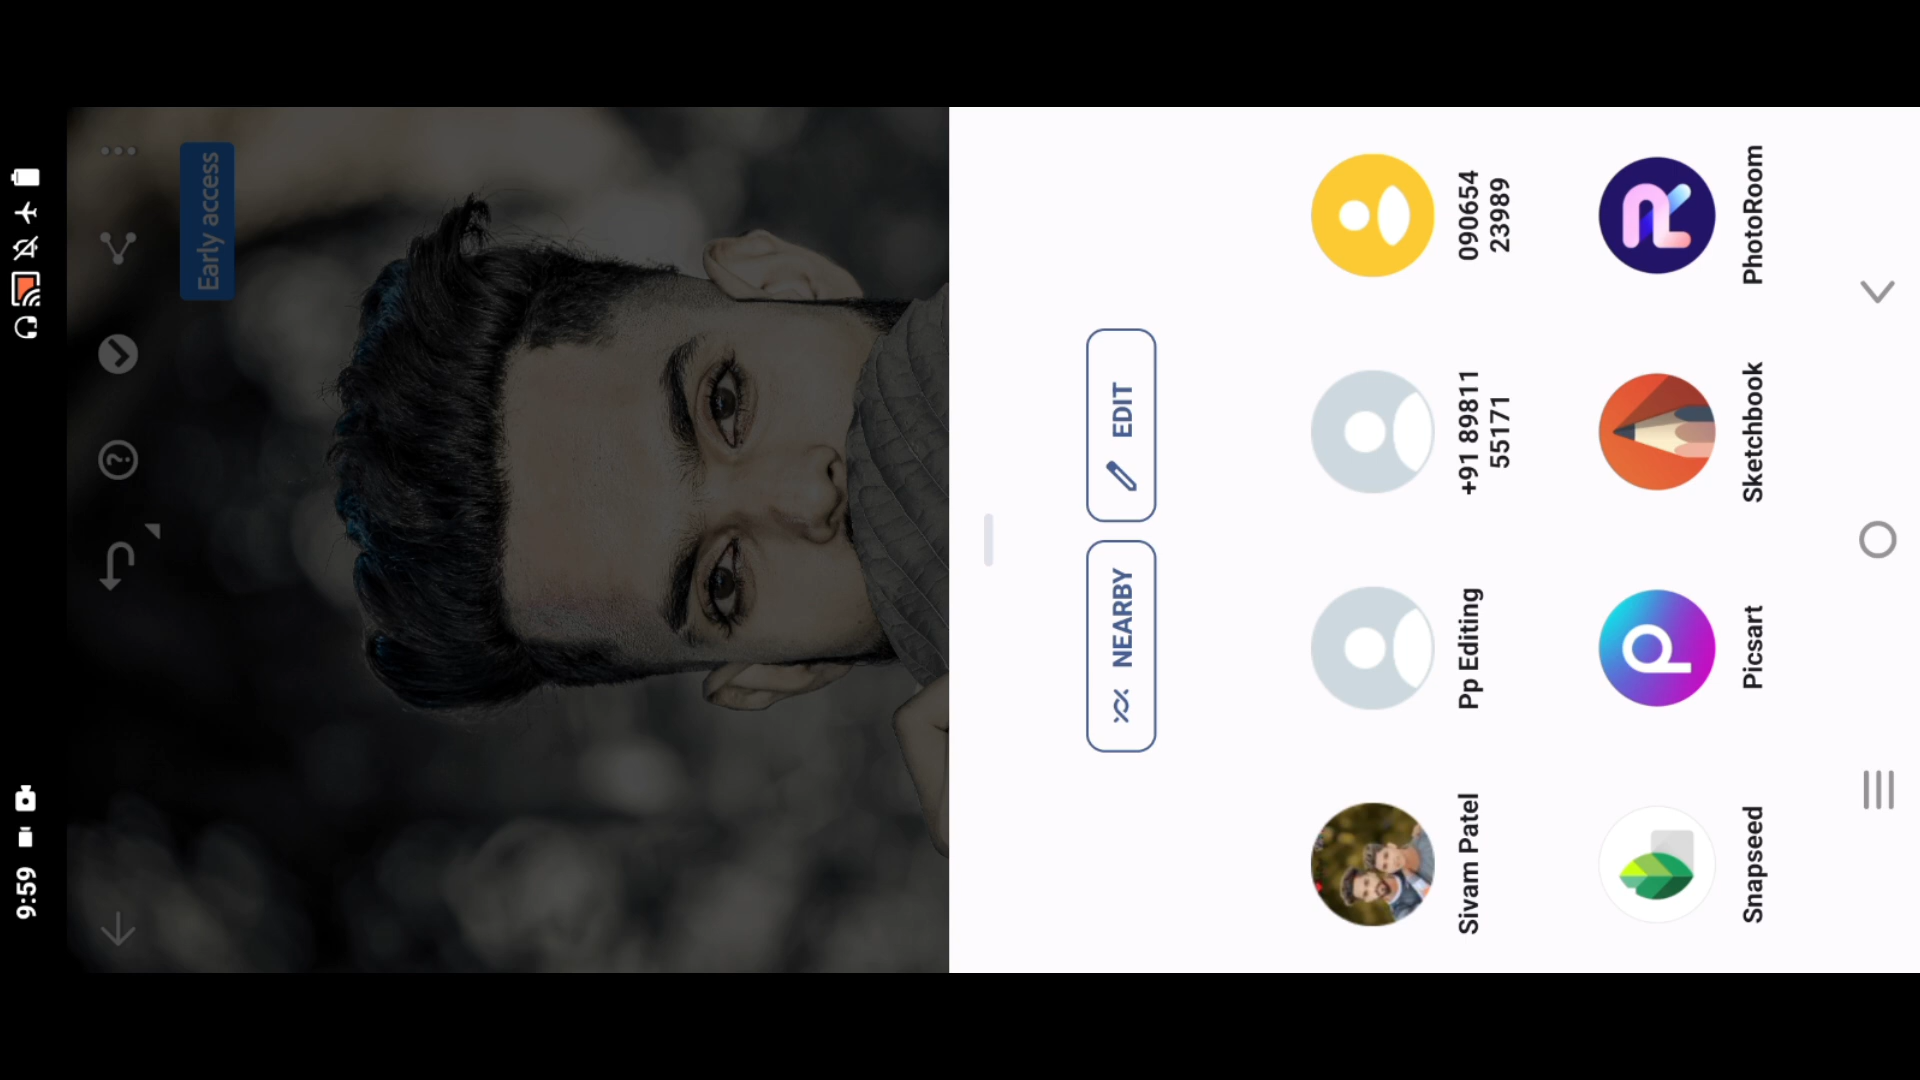 9:59
Early access
NEARBY
EDIT
Sivam Patel
Pp Editing
+91 89811
55171
090654
23989
Snapseed
Picsart
Sketchbook
PhotoRoom